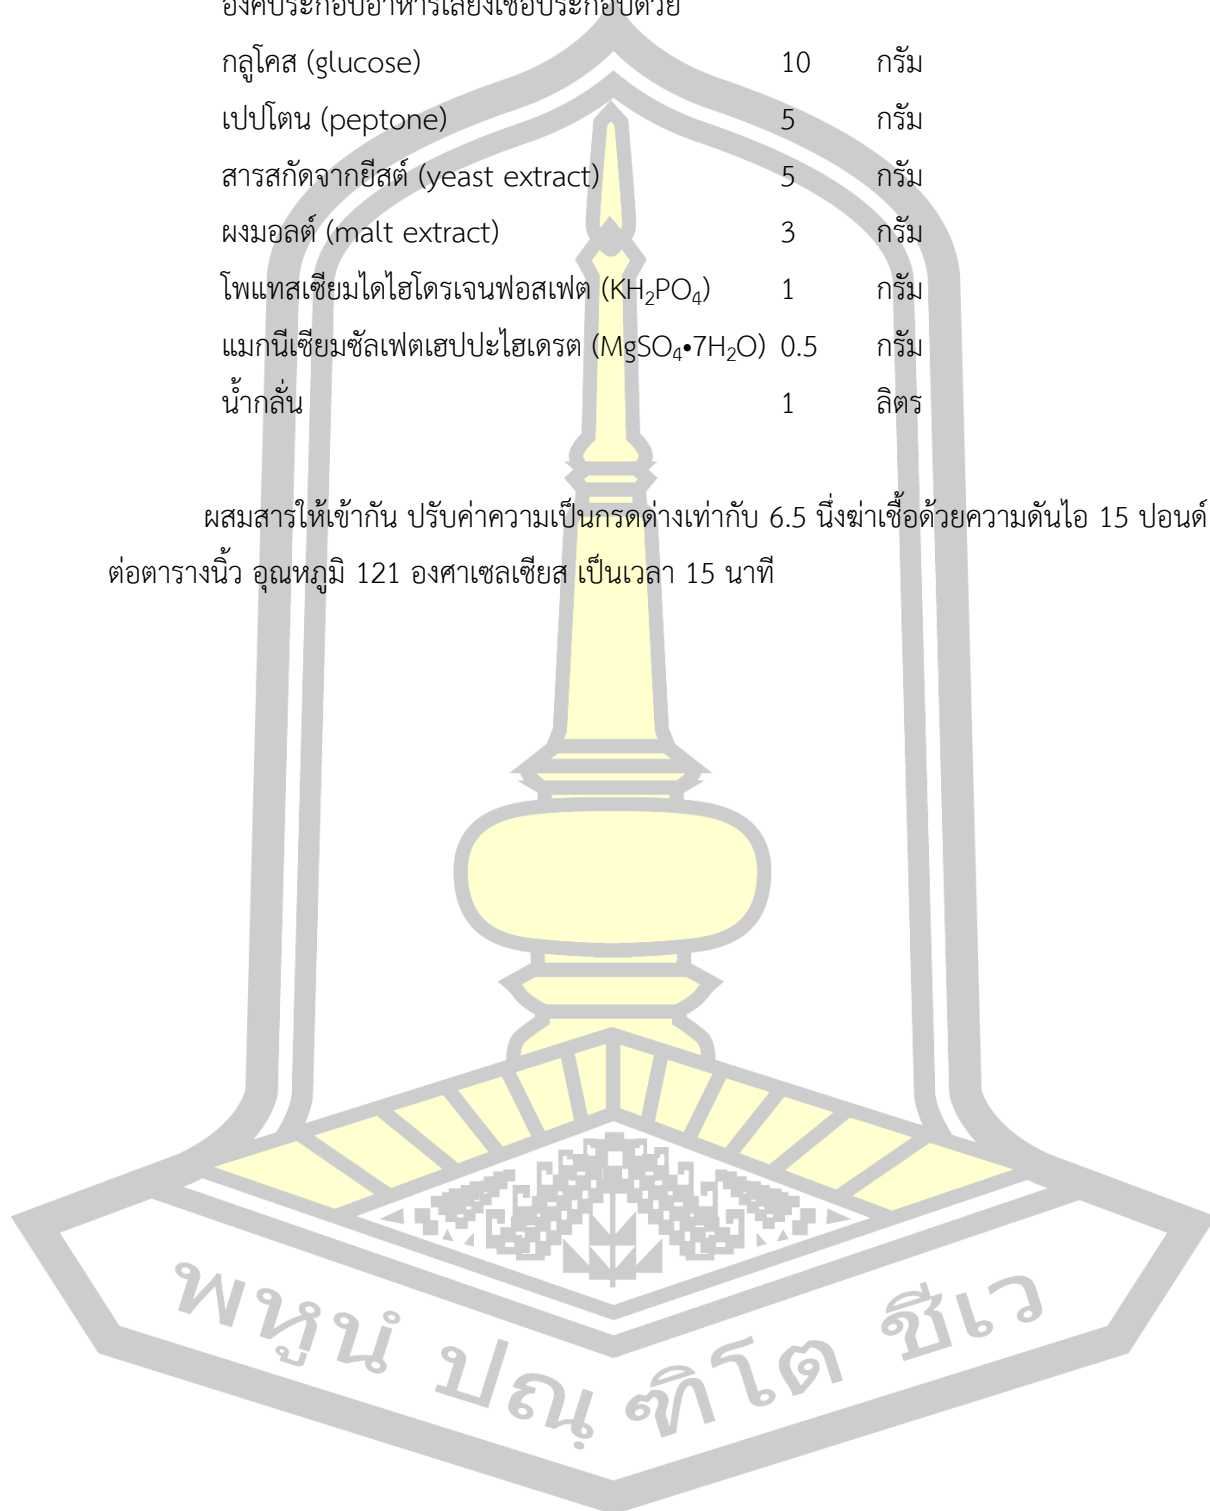 องค์ประกอบอาหารเลี้ยงเชื้อประกอบด้วย
กลูโคส (glucose) 10 กรัม
เปปโตน (peptone) 5 กรัม
สารสกัดจากยีสต์ (yeast extract) 5 กรัม
ผงมอลต์ (malt extract) 3 กรัม
โพแทสเซียมไดไฮโดรเจนฟอสเฟต (KH₂PO₄) 1 กรัม
แมกนีเซียมซัลเฟตเฮปปะไฮเดรต (MgSO₄•7H₂O) 0.5 กรัม
น้ำกลั่น 1 ลิตร
ผสมสารให้เข้ากัน ปรับค่าความเป็นกรดด่างเท่ากับ 6.5 นึ่งฆ่าเชื้อด้วยความดันไอ 15 ปอนด์
ต่อตารางนิ้ว อุณหภูมิ 121 องศาเซลเซียส เป็นเวลา 15 นาที
พหูนํ ปณฺฑิโต ชีเว